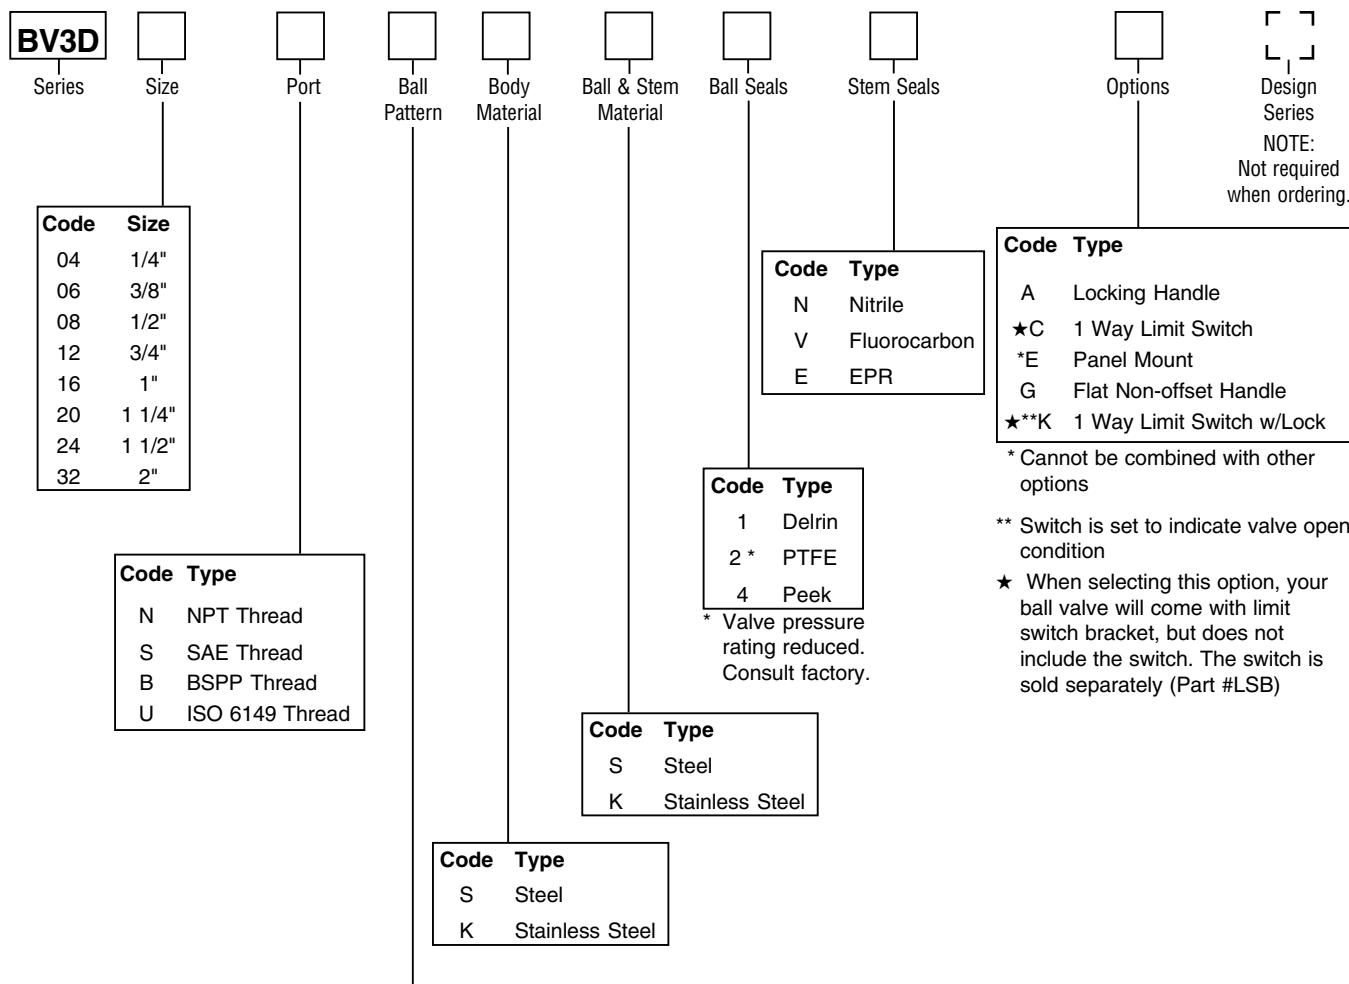 BV3D
Series
Size
Port
Ball
Pattern
Body
Material
Ball & Stem
Material
Ball Seals
Stem Seals
Options
Design
Series
NOTE:
Not required
when ordering.
Code Size
04 1/4"
06 3/8"
08 1/2"
12 3/4"
16 1"
20 1 1/4"
24 1 1/2"
32 2"
Code Type
N NPT Thread
S SAE Thread
B BSPP Thread
U ISO 6149 Thread
Code Type
S Steel
K Stainless Steel
Code Type
S Steel
K Stainless Steel
Code Type
1 Delrin
2 * PTFE
4 Peek
* Valve pressure
rating reduced.
Consult factory.
Code Type
N Nitrile
V Fluorocarbon
E EPR
Code Type
A Locking Handle
★C 1 Way Limit Switch
*E Panel Mount
G Flat Non-offset Handle
★**K 1 Way Limit Switch w/Lock
* Cannot be combined with other
options
** Switch is set to indicate valve open
condition
★ When selecting this option, your
ball valve will come with limit
switch bracket, but does not
include the switch. The switch is
sold separately (Part #LSB)